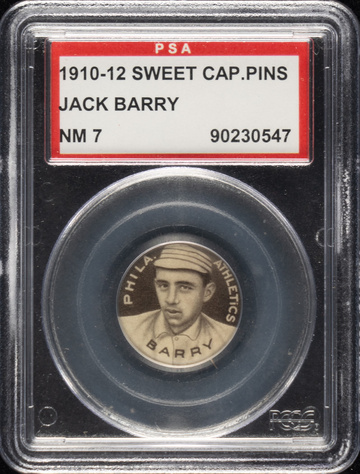 PSA
1910-12 SWEET CAP.PINS
JACK BARRY
NM 7 90230547
PHILA. ATHLETICS
BARRY